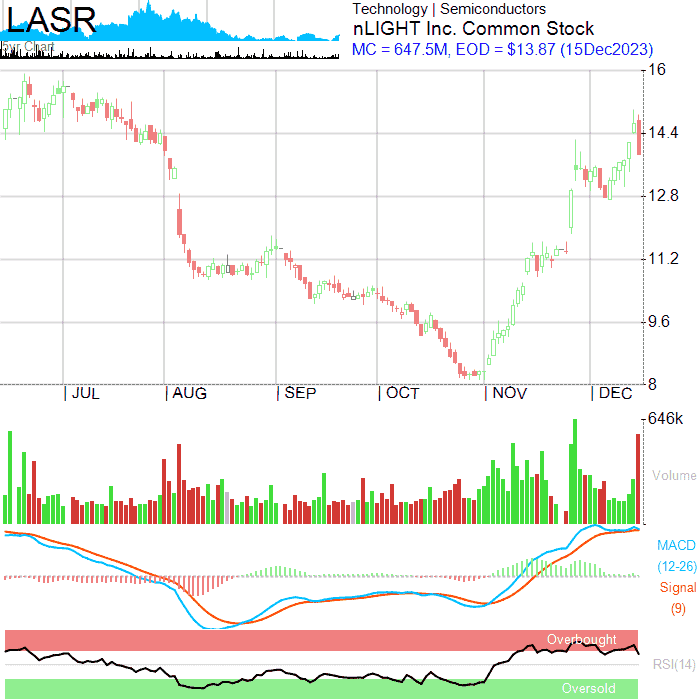 LASR
5yr Chart
Technology | Semiconductors
nLIGHT Inc. Common Stock
MC = 647.5M, EOD = $13.87 (15Dec2023)
16
14.4
12.8
11.2
9.6
8
| JUL | AUG | SEP | OCT | NOV | DEC
646k
Volume
MACD
(12-26)
Signal
(9)
Overbought
RSI(14)
Oversold